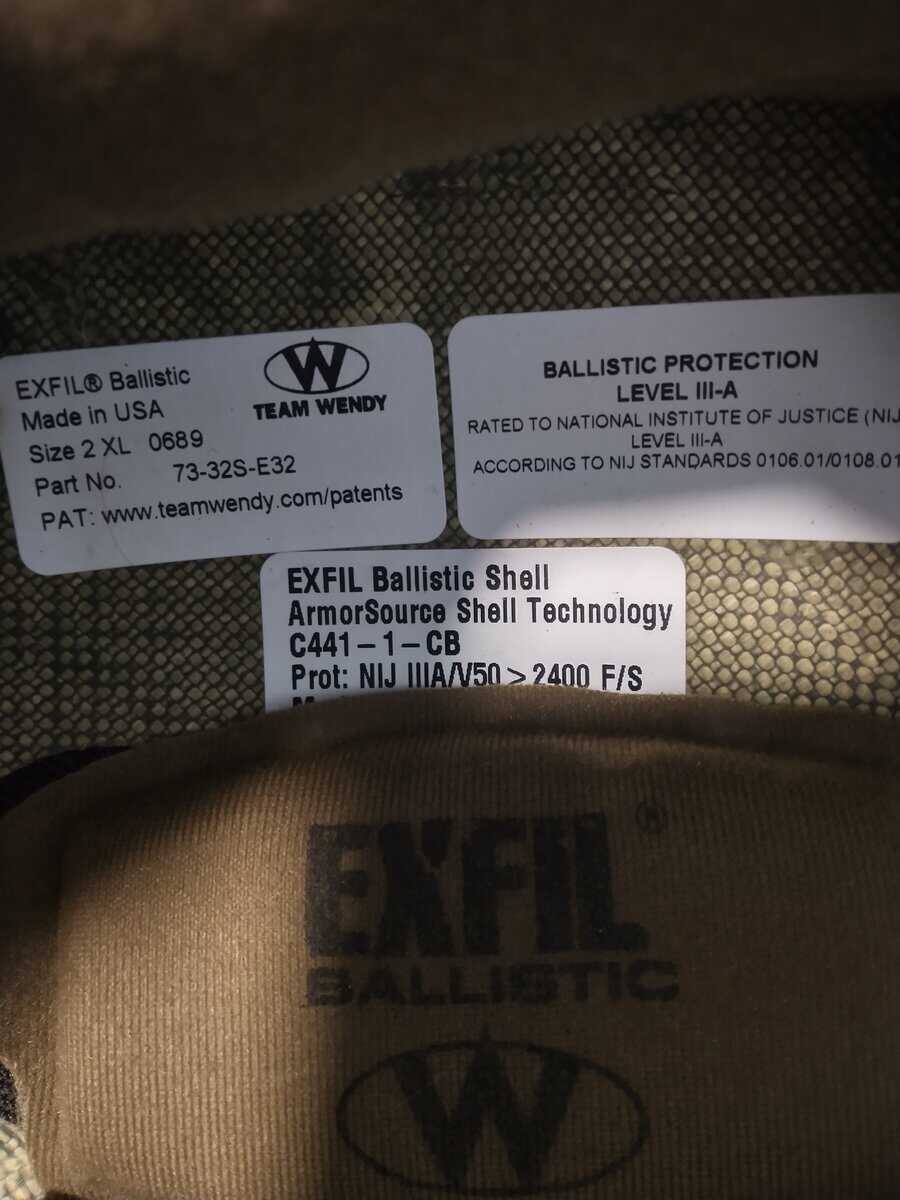 EXFIL® Ballistic
Made in USA
Size 2 XL 0689
Part No. 73-32S-E32
PAT: www.teamwendy.com/patents
W
TEAM WENDY
BALLISTIC PROTECTION
LEVEL III-A
RATED TO NATIONAL INSTITUTE OF JUSTICE (NIJ
LEVEL III-A
ACCORDING TO NIJ STANDARDS 0106.01/0108.01
EXFIL Ballistic Shell
ArmorSource Shell Technology
C441-1-CB
Prot: NIJ IIIA/V50 > 2400 F/S
EXFIL®
BALLISTIC
W